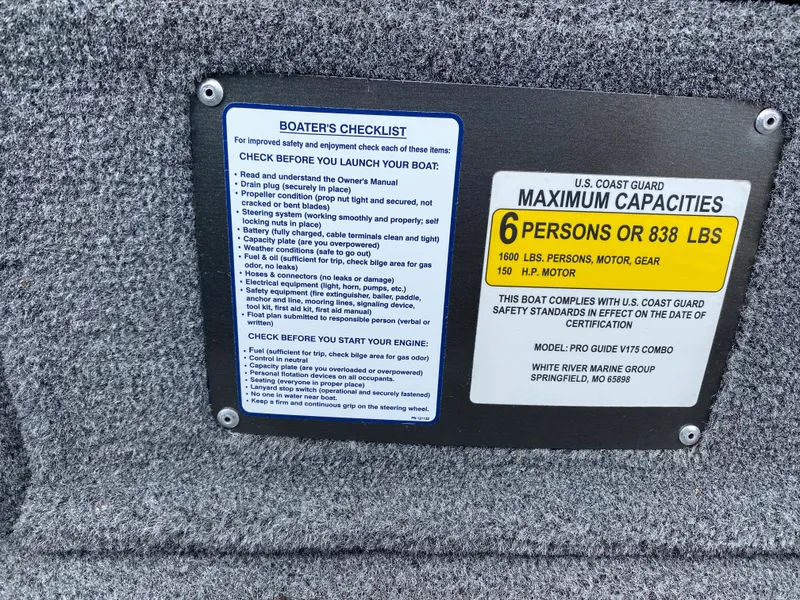 BOATER'S CHECKLIST
For improved safety and enjoyment check each of these items:
CHECK BEFORE YOU LAUNCH YOUR BOAT:
• Read and understand the Owner's Manual
• Drain plug (securely in place)
• Propeller condition (prop nut tight and secured, not
cracked or bent blades)
• Steering system (working smoothly and properly; self
locking nuts in place)
• Battery (fully charged, cable terminals clean and tight)
• Capacity plate (are you overpowered)
• Weather conditions (safe to go out)
• Fuel & oil (sufficient for trip, check bilge area for gas
odor, no leaks)
• Hoses & connectors (no leaks or damage)
• Electrical equipment (light, horn, pumps, etc.)
• Safety equipment (fire extinguisher, bailer, paddle,
anchor and line, mooring lines, signaling device,
tool kit, first aid kit, first aid manual)
• Float plan submitted to responsible person (verbal or
written)
CHECK BEFORE YOU START YOUR ENGINE:
• Fuel (sufficient for trip, check bilge area for gas odor)
• Control in neutral
• Capacity plate (are you overloaded or overpowered)
• Personal flotation devices on all occupants.
• Seating (everyone in proper place)
• Lanyard stop switch (operational and securely fastened)
• No one in water near boat.
• Keep a firm and continuous grip on the steering wheel.
U.S. COAST GUARD
MAXIMUM CAPACITIES
6 PERSONS OR 838 LBS
1600 LBS. PERSONS, MOTOR, GEAR
150 H.P. MOTOR
THIS BOAT COMPLIES WITH U.S. COAST GUARD
SAFETY STANDARDS IN EFFECT ON THE DATE OF
CERTIFICATION
MODEL: PRO GUIDE V175 COMBO
WHITE RIVER MARINE GROUP
SPRINGFIELD, MO 65898